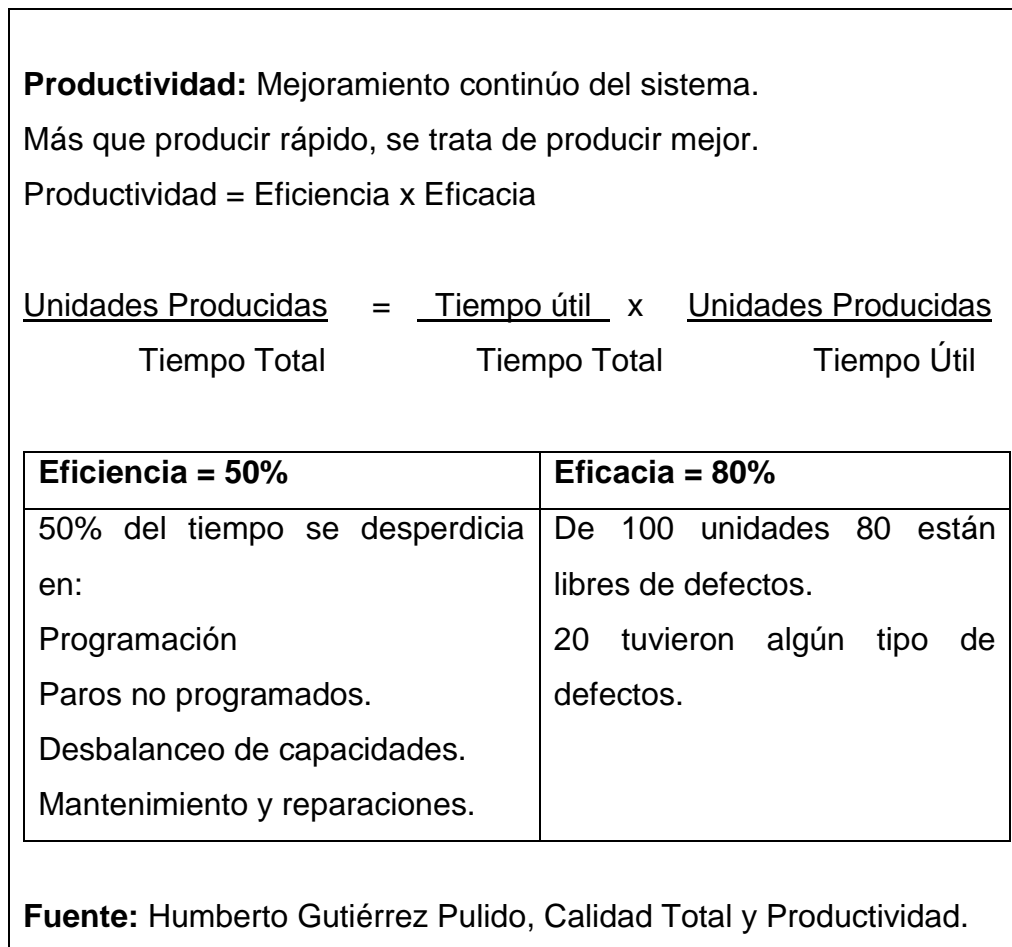 Productividad: Mejoramiento continúo del sistema.
Más que producir rápido, se trata de producir mejor.
Productividad = Eficiencia x Eficacia
Unidades Producidas = Tiempo útil x Unidades Producidas
Tiempo Total Tiempo Total Tiempo Útil
Eficiencia = 50%
50% del tiempo se desperdicia
en:
Programación
Paros no programados.
Desbalanceo de capacidades.
Mantenimiento y reparaciones.
Eficacia = 80%
De 100 unidades 80 están
libres de defectos.
20 tuvieron algún tipo de
defectos.
Fuente: Humberto Gutiérrez Pulido, Calidad Total y Productividad.